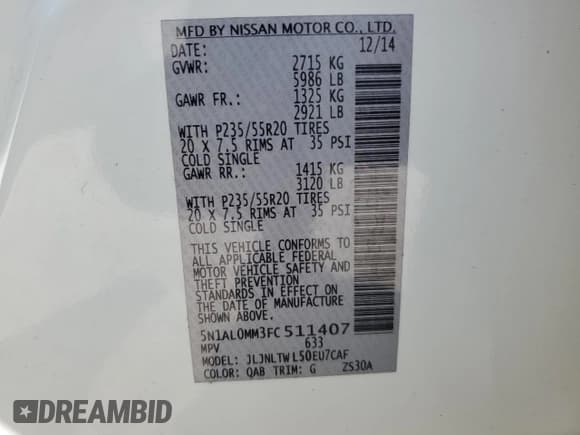 MFD BY NISSAN MOTOR CO., LTD.
DATE: 12/14
GVWR: 2715 KG
5986 LB
GAWR FR.: 1325 KG
2921 LB
WITH P235/55R20 TIRES
20 X 7.5 RIMS AT 35 PSI
COLD SINGLE
GAWR RR.: 1415 KG
3120 LB
WITH P235/55R20 TIRES
20 X 7.5 RIMS AT 35 PSI
COLD SINGLE
THIS VEHICLE CONFORMS TO
ALL APPLICABLE FEDERAL
MOTOR VEHICLE SAFETY AND
THEFT PREVENTION
STANDARDS IN EFFECT ON
THE DATE OF MANUFACTURE
SHOWN ABOVE.
5N1AL0MM3FC511407
MPV 633
MODEL: JLJNLTW L50EU7CAF
COLOR: QAB TRIM: G ZS30A
DREAMBID